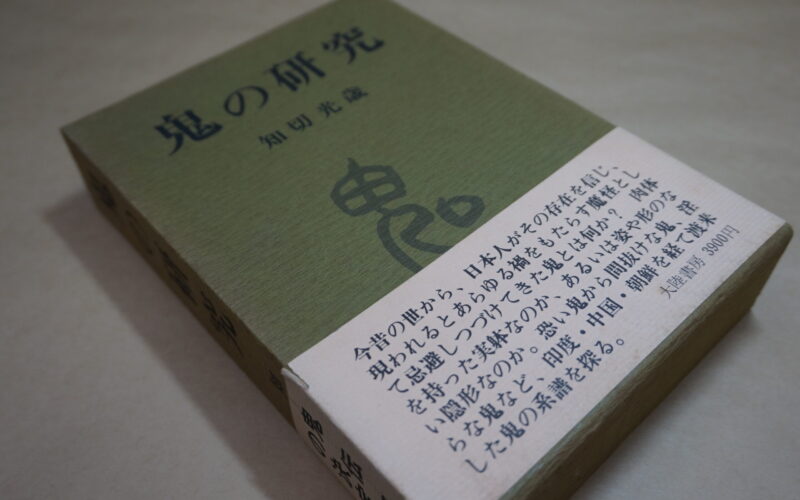 鬼の研究
知切光歳
鬼
今昔の世から、日本人がその存在を信じ、
現われるとあらゆる禍をもたらす魔怪とし
て忌避しつづけてきた鬼とは何か? 肉体
を持った実躰なのか、あるいは姿や形のな
い隠形なのか。恐い鬼から間抜けな鬼、淫
らな鬼など、印度・中国・朝鮮を経て渡来
した鬼の系譜を探る。
大陸書房 3900円
鬼の研究